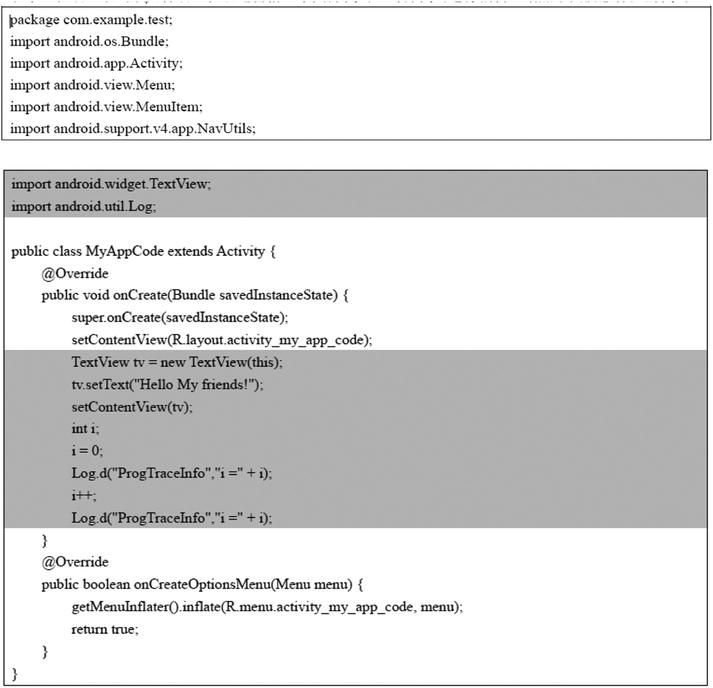 package com.example.test;
import android.os.Bundle;
import android.app.Activity;
import android.view.Menu;
import android.view.MenuItem;
import android.support.v4.app.NavUtils;
import android.widget.TextView;
import android.util.Log;
public class MyAppCode extends Activity {
@Override
public void onCreate(Bundle savedInstanceState) {
super.onCreate(savedInstanceState);
setContentView(R.layout.activity_my_app_code);
TextView tv = new TextView(this);
tv.setText("Hello My friends!");
setContentView(tv);
int i;
i = 0;
Log.d("ProgTraceInfo","i =" + i);
i++;
Log.d("ProgTraceInfo","i =" + i);
}
@Override
public boolean onCreateOptionsMenu(Menu menu) {
getMenuInflater().inflate(R.menu.activity_my_app_code, menu);
return true;
}
}